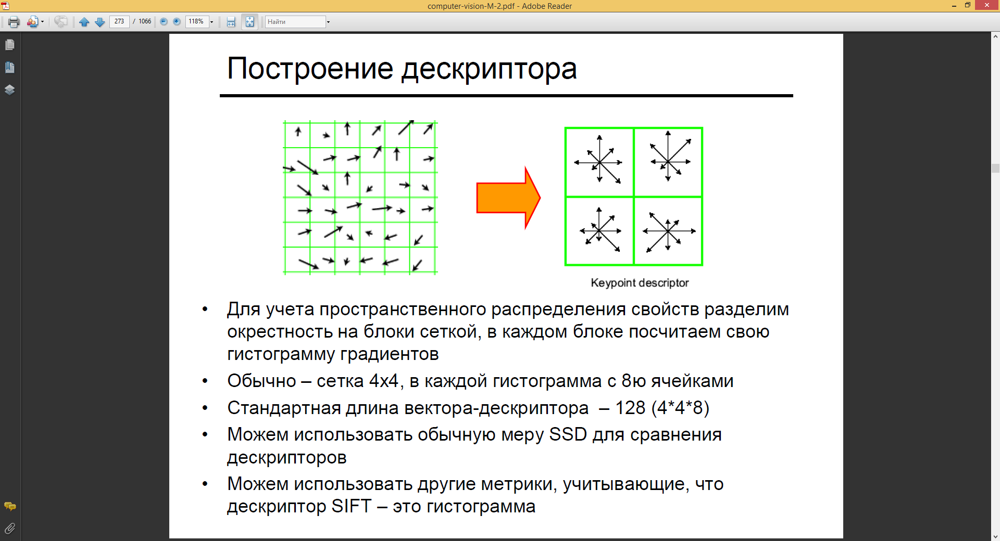 computer-vision-M-2.pdf - Adobe Reader
273 / 1066 118% Найти
Построение дескриптора
Keypoint descriptor
• Для учета пространственного распределения свойств разделим
окрестность на блоки сеткой, в каждом блоке посчитаем свою
гистограмму градиентов
• Обычно – сетка 4x4, в каждой гистограмма с 8ю ячейками
• Стандартная длина вектора-дескриптора – 128 (4*4*8)
• Можем использовать обычную меру SSD для сравнения
дескрипторов
• Можем использовать другие метрики, учитывающие, что
дескриптор SIFT – это гистограмма